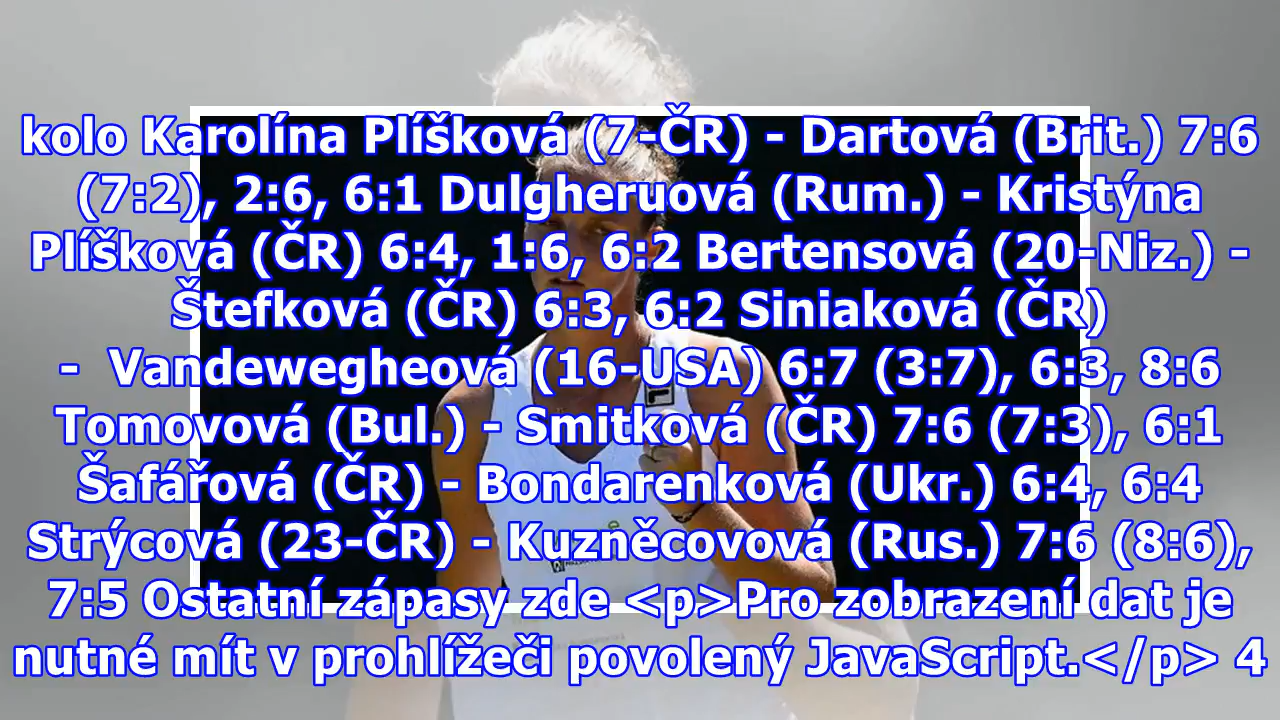 kolo Karolína Plíšková (7-ČR) - Dartová (Brit.) 7:6
(7:2), 2:6, 6:1 Dulgheruová (Rum.) - Kristýna
Plíšková (ČR) 6:4, 1:6, 6:2 Bertensová (20-Niz.) -
Štefková (ČR) 6:3, 6:2 Siniaková (ČR)
-  Vandewegheová (16-USA) 6:7 (3:7), 6:3, 8:6
Tomovová (Bul.) - Smitková (ČR) 7:6 (7:3), 6:1
Šafářová (ČR) - Bondarenková (Ukr.) 6:4, 6:4
Strýcová (23-ČR) - Kuzněcovová (Rus.) 7:6 (8:6),
7:5 Ostatní zápasy zde <p>Pro zobrazení dat je
nutné mít v prohlížeči povolený JavaScript.</p> 4